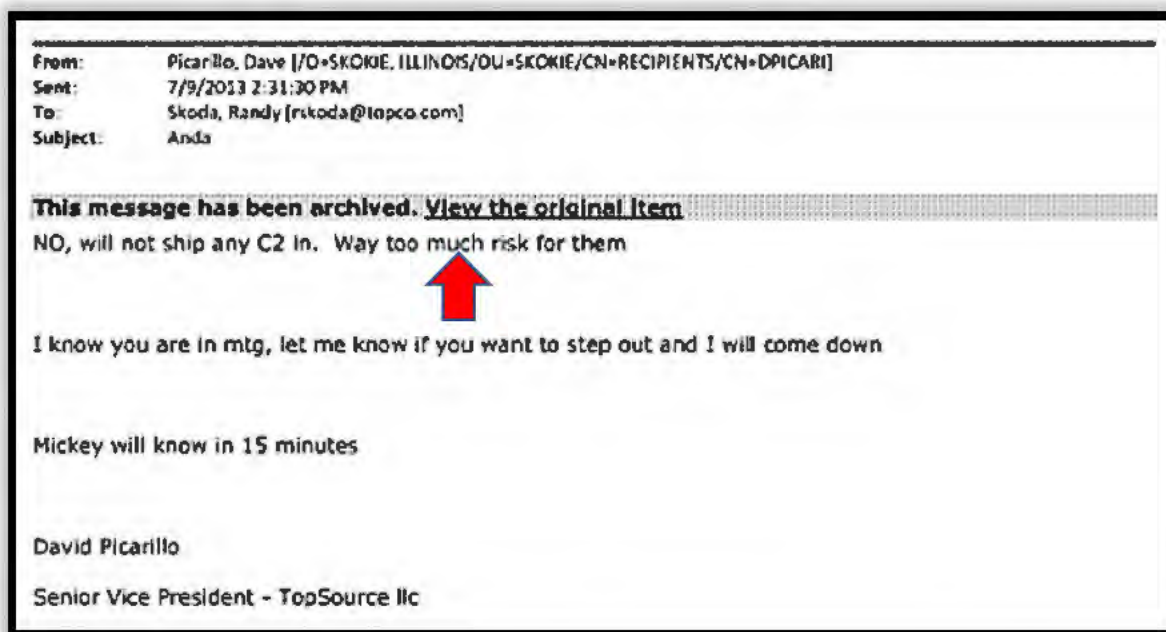 From: Picarillo, Dave [/O=SKOKIE, ILLINOIS/OU=SKOKIE/CN=RECIPIENTS/CN=DPICARI]
Sent: 7/9/2013 2:31:30 PM
To: Skoda, Randy [rskoda@topco.com]
Subject: Anda
This message has been archived. View the original item
NO, will not ship any C2 in. Way too much risk for them
I know you are in mtg, let me know if you want to step out and I will come down
Mickey will know in 15 minutes
David Picarillo
Senior Vice President - TopSource llc